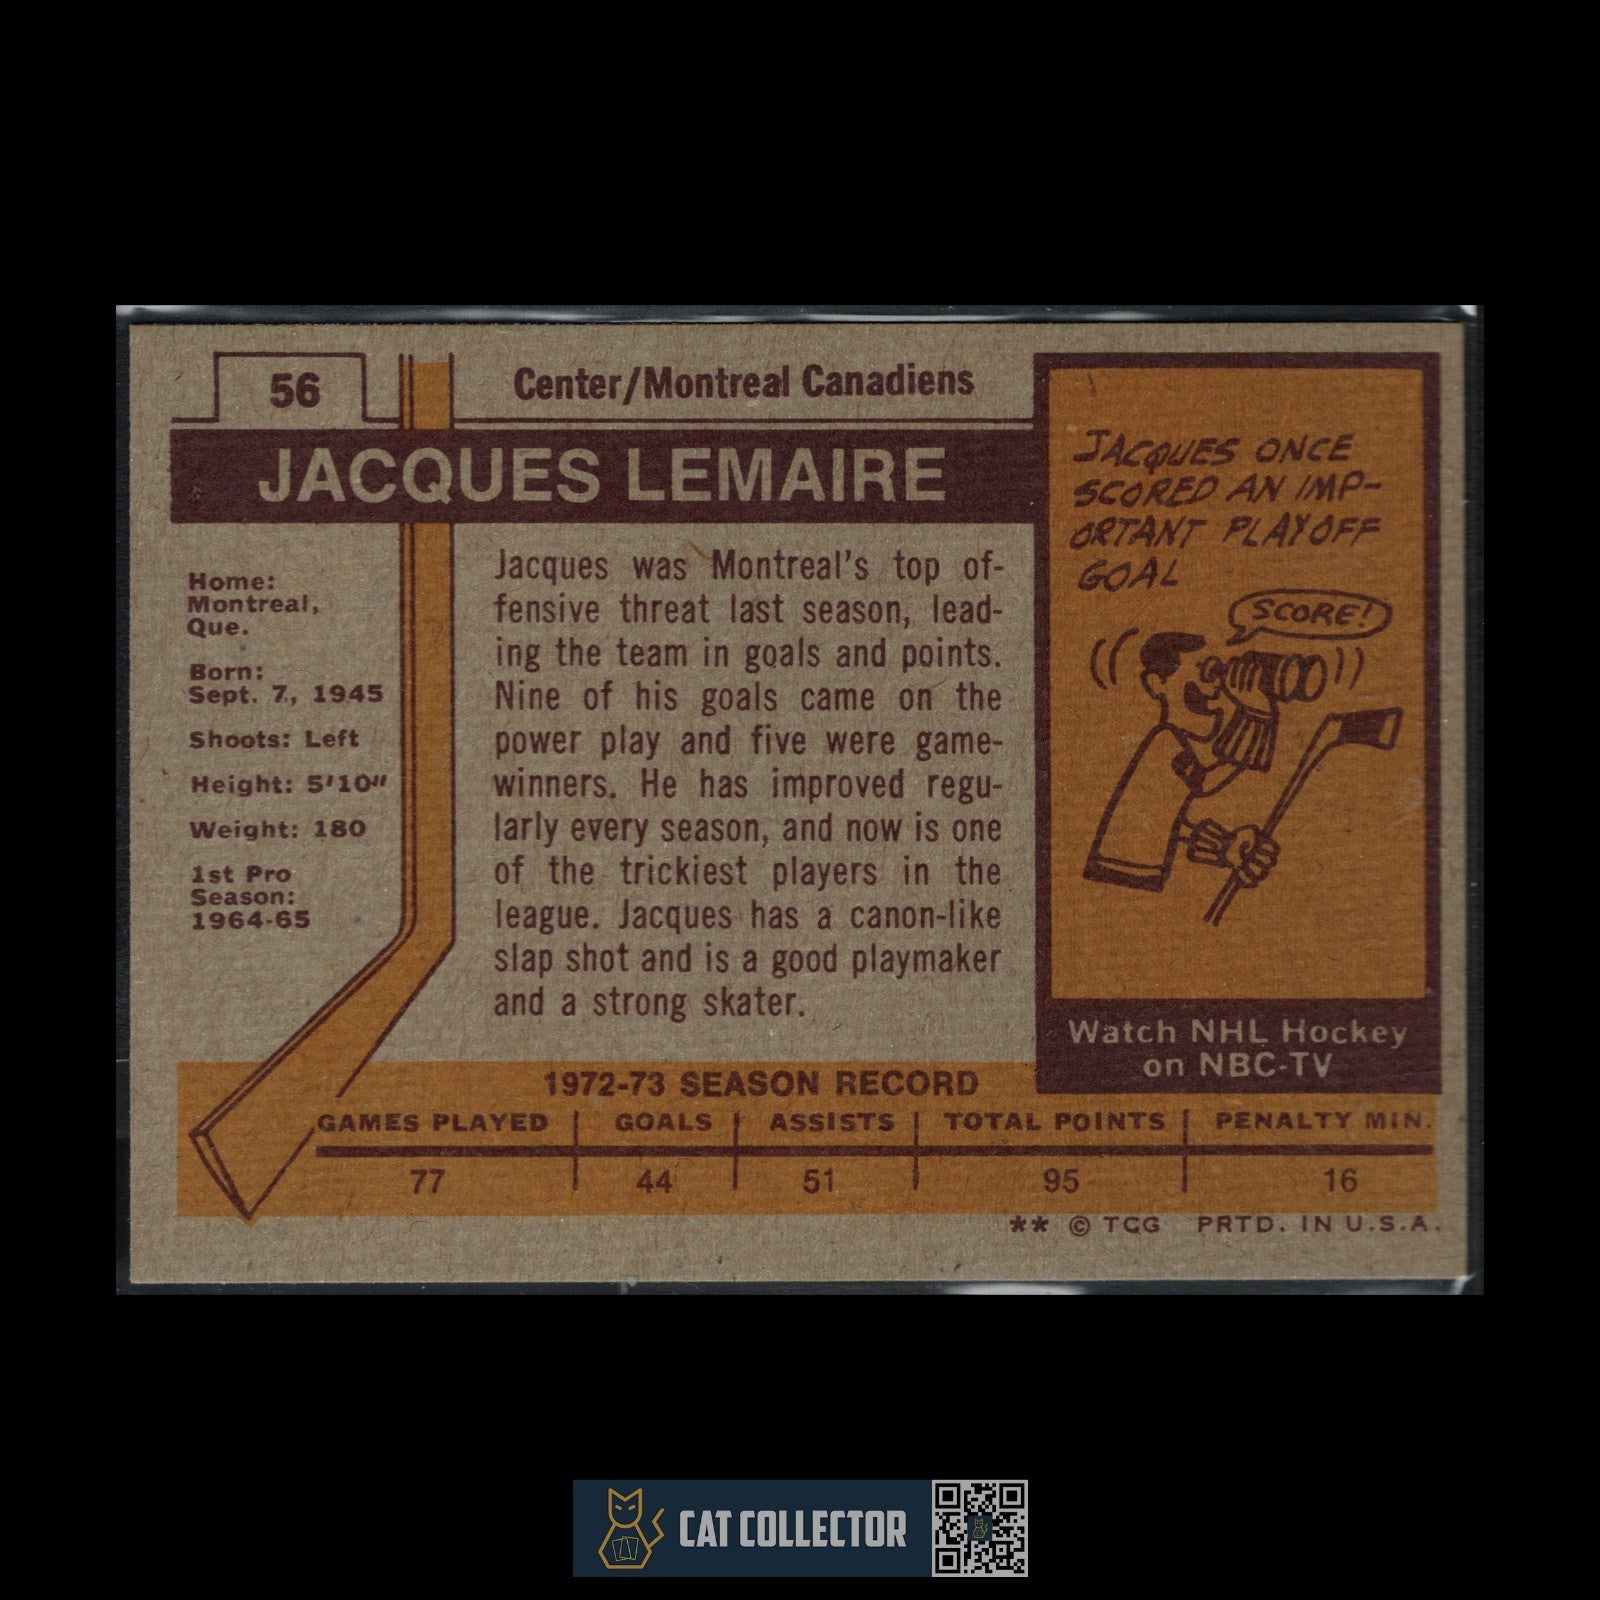 56
Center/Montreal Canadiens
JACQUES LEMAIRE
Home:
Montreal,
Que.
Born:
Sept. 7, 1945
Shoots: Left
Height: 5'10"
Weight: 180
1st Pro
Season:
1964-65
Jacques was Montreal's top of-
fensive threat last season, lead-
ing the team in goals and points.
Nine of his goals came on the
power play and five were game-
winners. He has improved regu-
larly every season, and now is one
of the trickiest players in the
league. Jacques has a canon-like
slap shot and is a good playmaker
and a strong skater.
JACQUES ONCE
SCORED AN IMP-
ORTANT PLAYOFF
GOAL
SCORE!
Watch NHL Hockey
on NBC-TV
1972-73 SEASON RECORD
GAMES PLAYED GOALS ASSISTS TOTAL POINTS PENALTY MIN.
77 44 51 95 16
** © TCG PRTD. IN U.S.A.
CAT COLLECTOR